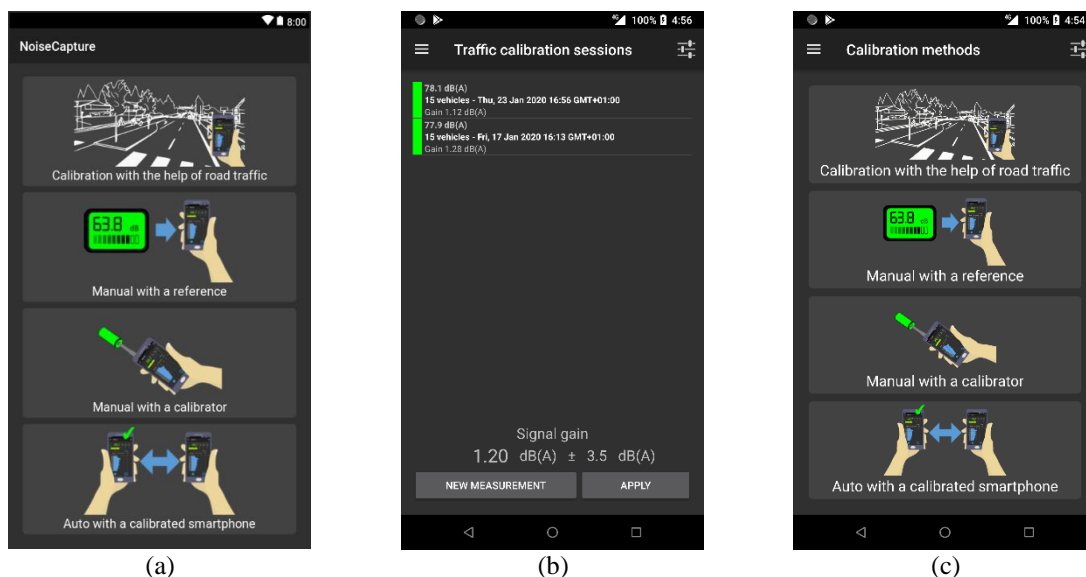 8:00
NoiseCapture
Calibration with the help of road traffic
63.8 dB
Manual with a reference
Manual with a calibrator
Auto with a calibrated smartphone
(a)
4G 100% 4:56
Traffic calibration sessions
78.1 dB(A)
15 vehicles - Thu, 23 Jan 2020 16:56 GMT+01:00
Gain 1.12 dB(A)
77.9 dB(A)
15 vehicles - Fri, 17 Jan 2020 16:13 GMT+01:00
Gain 1.28 dB(A)
Signal gain
1.20 dB(A) ± 3.5 dB(A)
NEW MEASUREMENT APPLY
(b)
4G 100% 4:54
Calibration methods
Calibration with the help of road traffic
63.8 dB
Manual with a reference
Manual with a calibrator
Auto with a calibrated smartphone
(c)